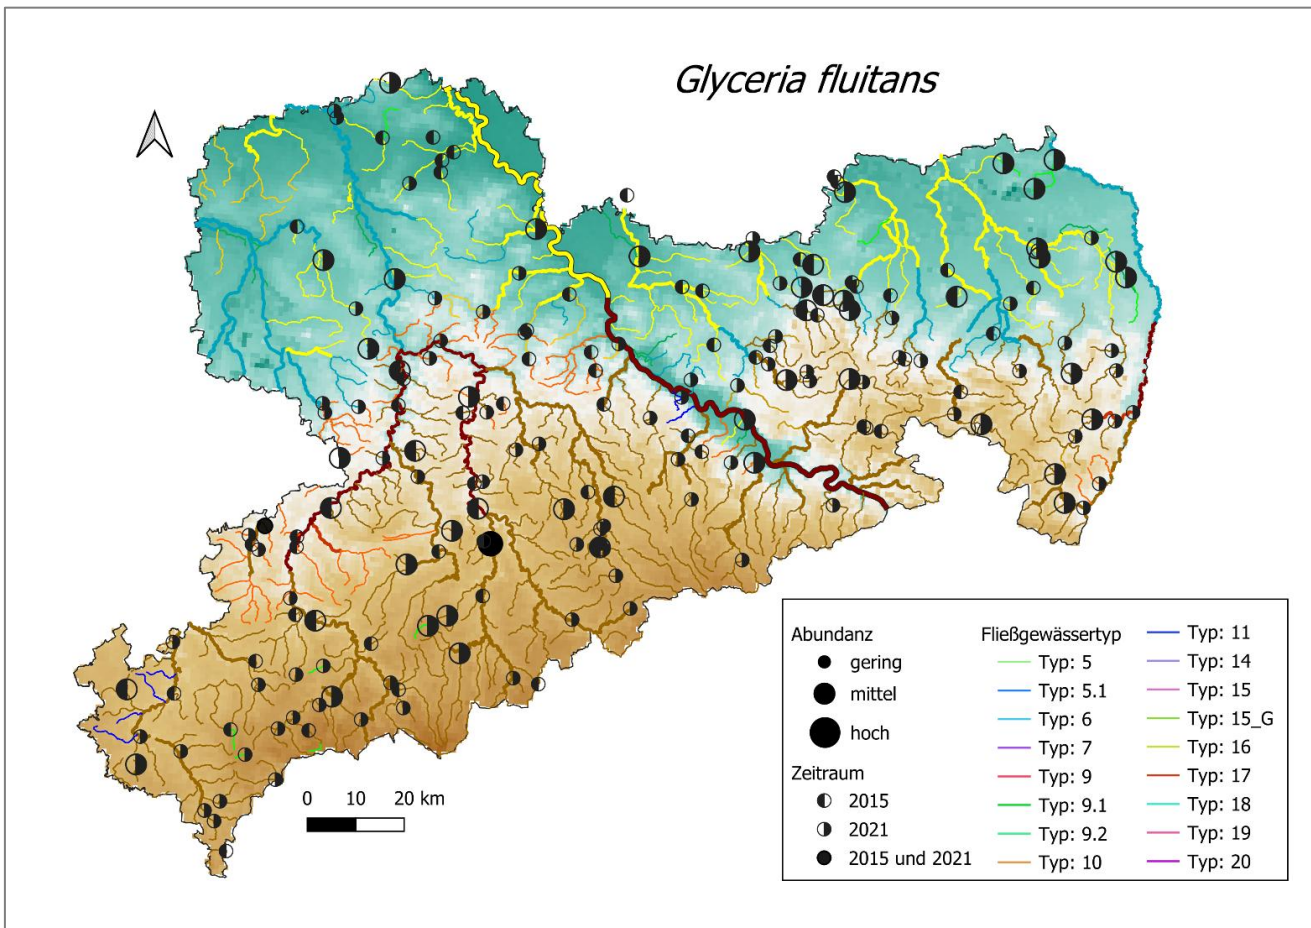 Glyceria fluitans
Abundanz
gering
mittel
hoch
Zeitraum
2015
2021
2015 und 2021
Fließgewässertyp
Typ: 5
Typ: 5.1
Typ: 6
Typ: 7
Typ: 9
Typ: 9.1
Typ: 9.2
Typ: 10
Typ: 11
Typ: 14
Typ: 15
Typ: 15_G
Typ: 16
Typ: 17
Typ: 18
Typ: 19
Typ: 20
0 10 20 km